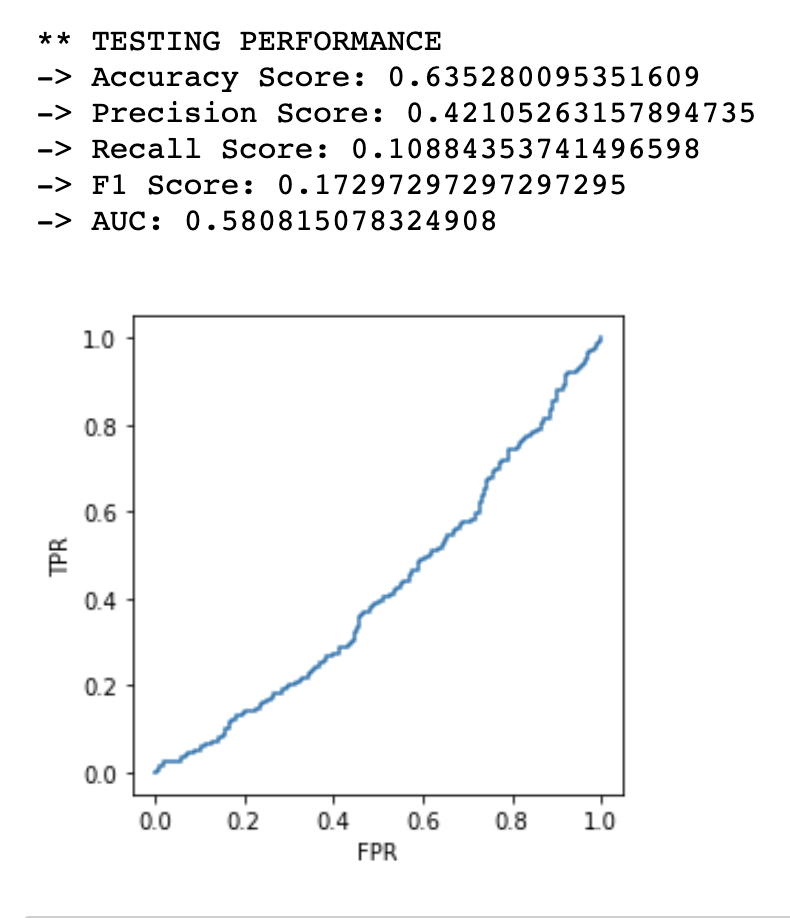 ** TESTING PERFORMANCE
-> Accuracy Score: 0.635280095351609
-> Precision Score: 0.42105263157894735
-> Recall Score: 0.10884353741496598
-> F1 Score: 0.17297297297297295
-> AUC: 0.580815078324908
1.0
0.8
0.6
0.4
0.2
0.0
TPR
0.0 0.2 0.4 0.6 0.8 1.0
FPR